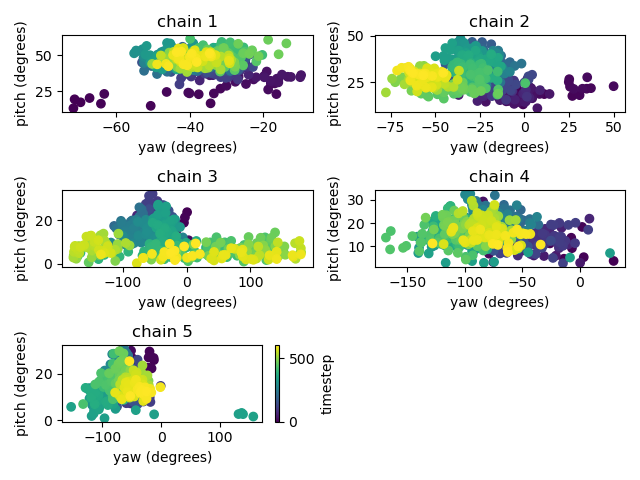 chain 1
pitch (degrees)
50
25
−60
−40
−20
yaw (degrees)
chain 2
pitch (degrees)
50
25
−75
−50
−25
0
25
50
yaw (degrees)
chain 3
pitch (degrees)
20
0
−100
0
100
yaw (degrees)
chain 4
pitch (degrees)
30
20
10
−150
−100
−50
0
yaw (degrees)
chain 5
pitch (degrees)
20
0
−100
0
100
yaw (degrees)
500
0
timestep